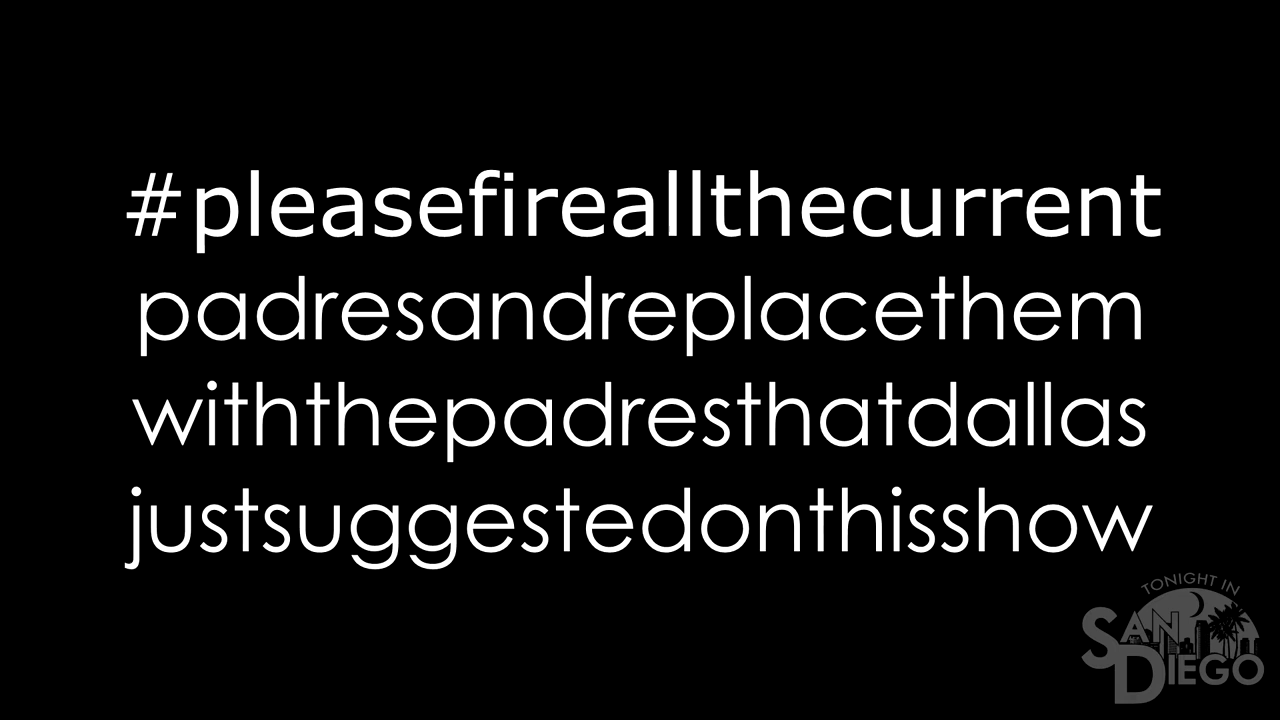 #pleasefireallthecurrent
padresandreplacethem
withthepadresthatdallas
justsuggestedonthisshow
TONIGHT IN
SAN
DIEGO